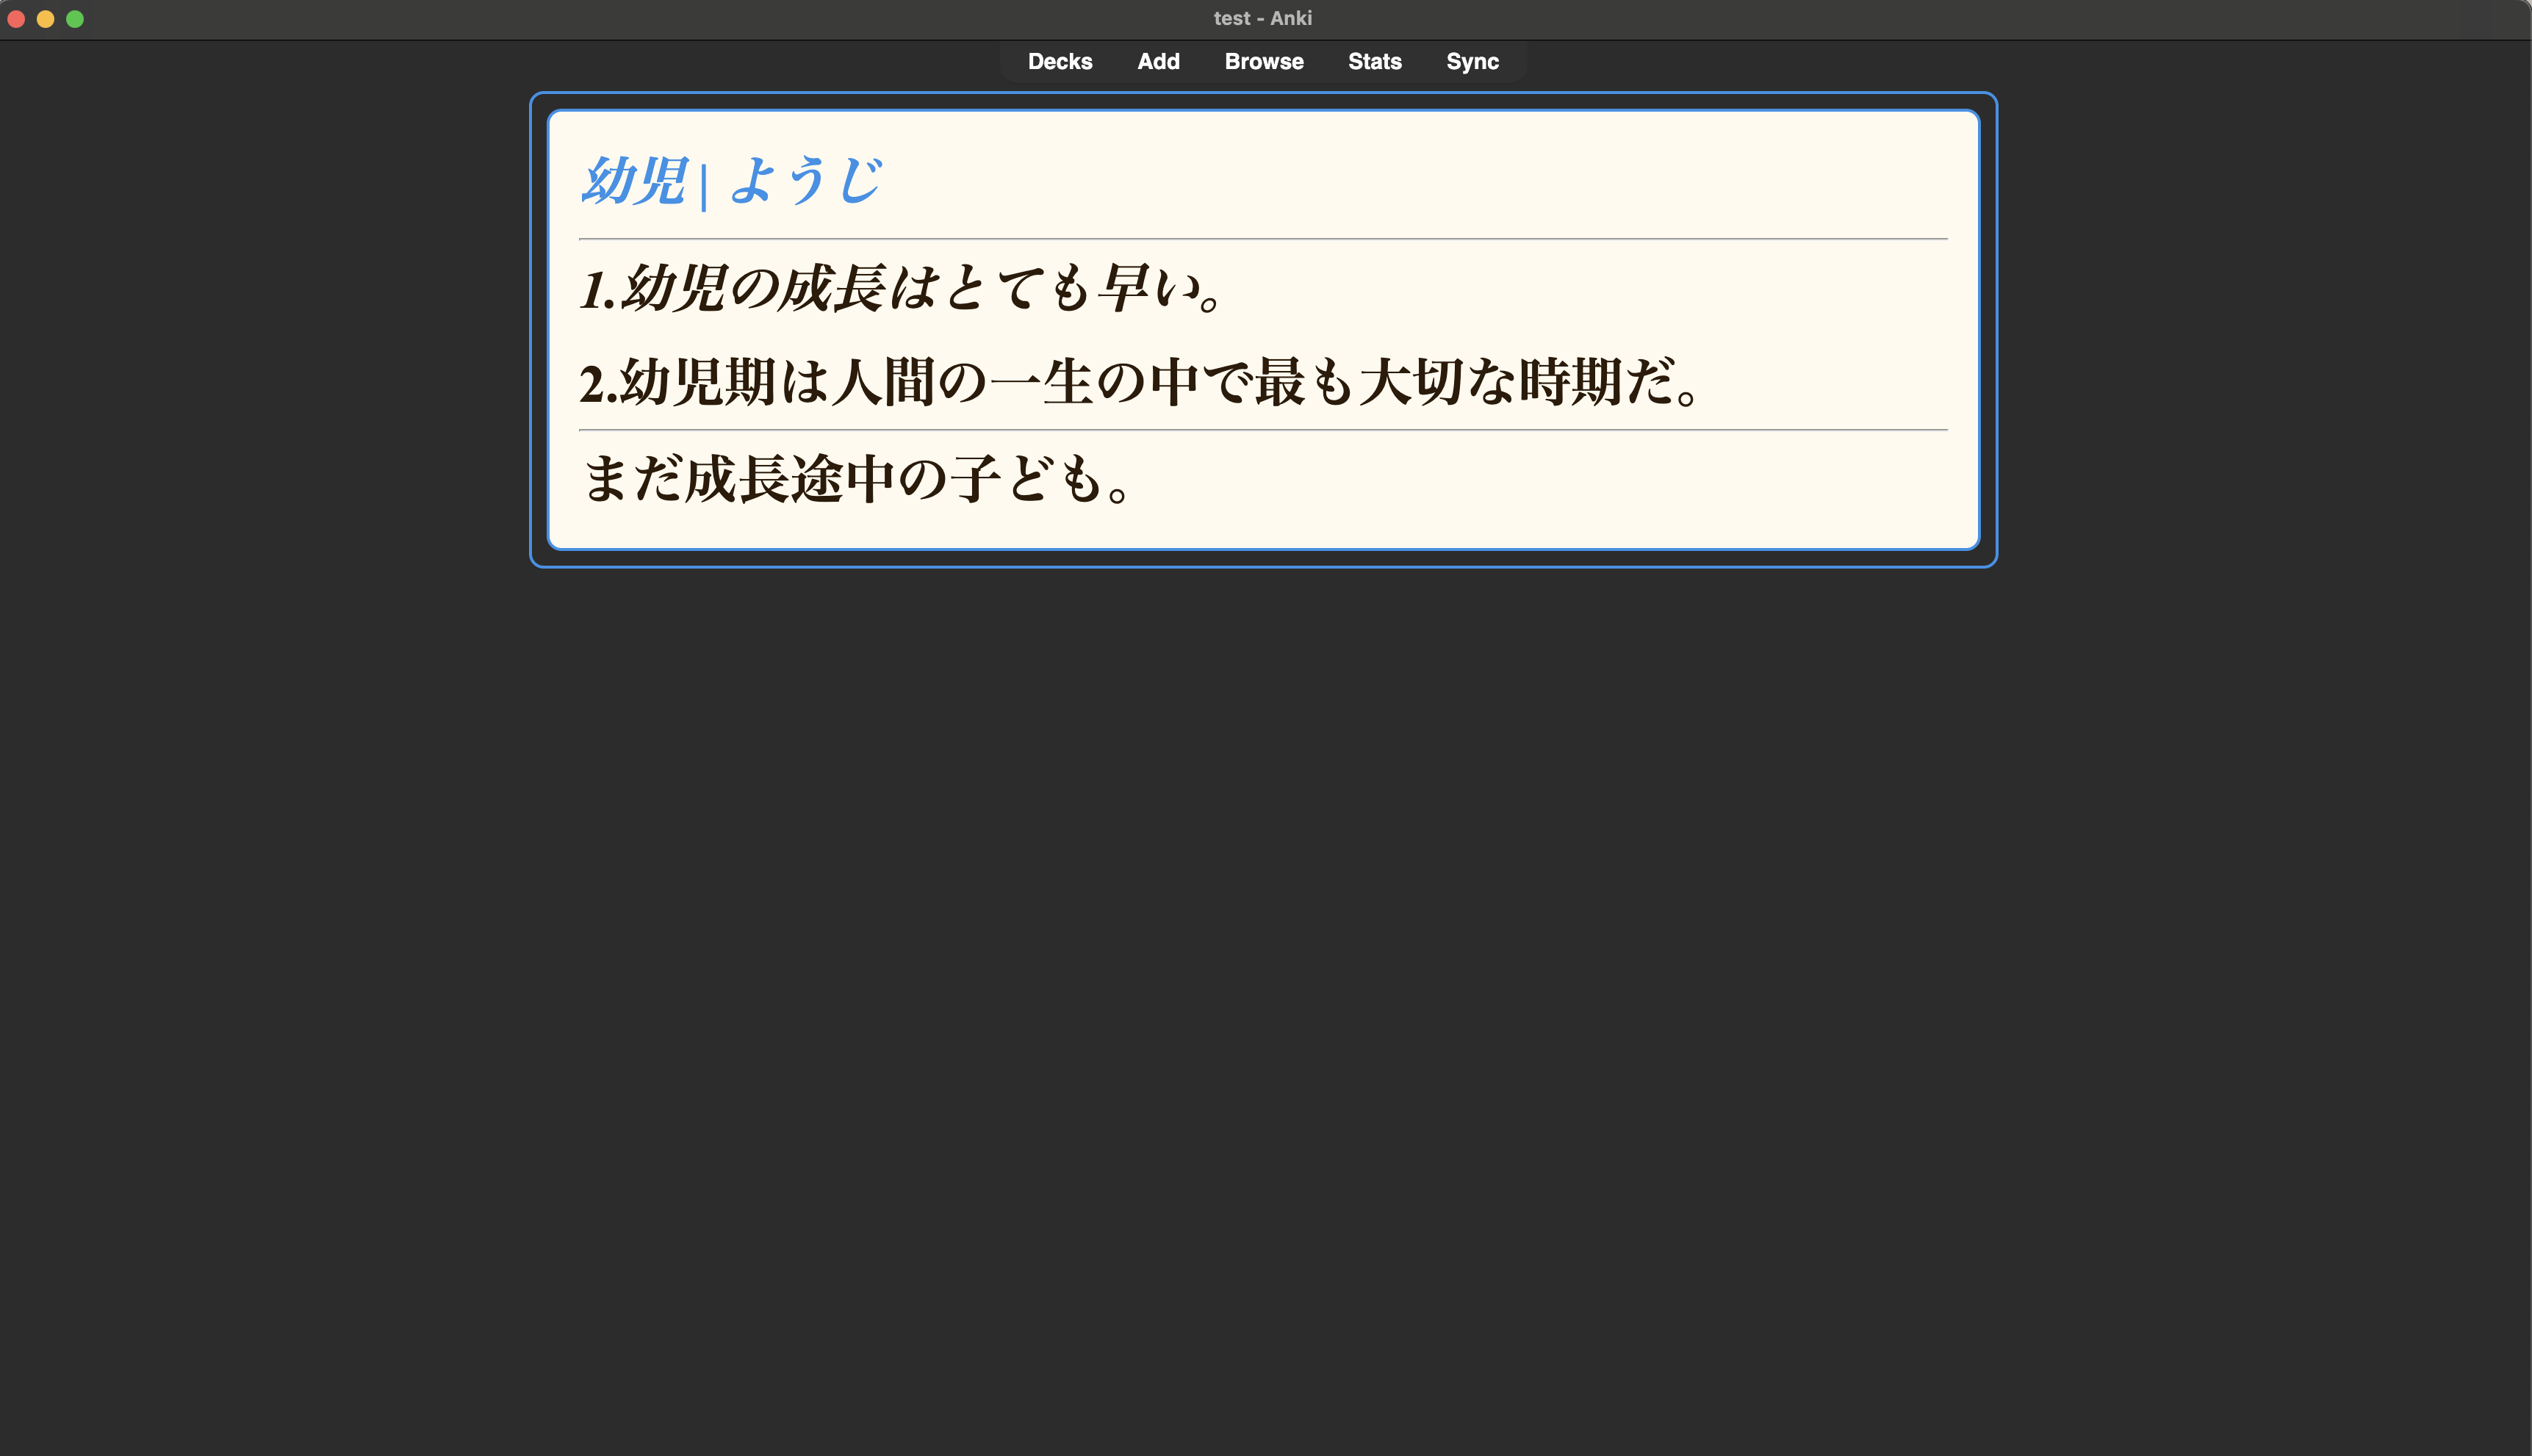 test - Anki
Decks Add Browse Stats Sync
幼児 | ようじ
1.幼児の成長はとても早い。
2.幼児期は人間の一生の中で最も大切な時期だ。
まだ成長途中の子ども。